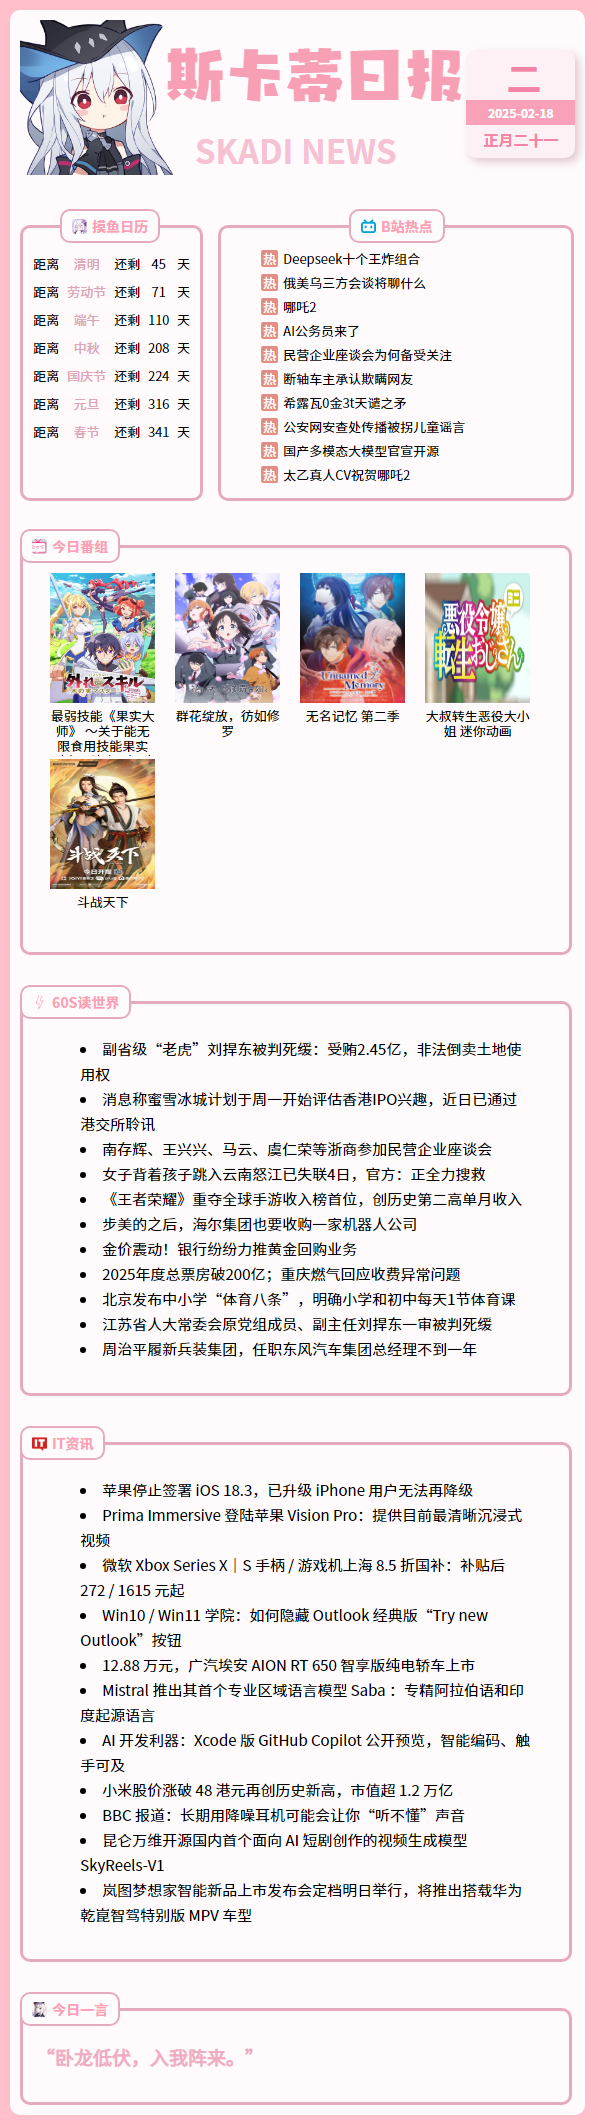 斯卡蒂日报
SKADI NEWS
二
2025-02-18
正月二十一
摸鱼日历
距离 清明 还剩 45 天
距离 劳动节 还剩 71 天
距离 端午 还剩 110 天
距离 中秋 还剩 208 天
距离 国庆节 还剩 224 天
距离 元旦 还剩 316 天
距离 春节 还剩 341 天
B站热点
热 Deepseek十个王炸组合
热 俄美乌三方会谈将聊什么
热 哪吒2
热 AI公务员来了
热 民营企业座谈会为何备受关注
热 断轴车主承认欺瞒网友
热 希露瓦0金3t天谴之矛
热 公安网安查处传播被拐儿童谣言
热 国产多模态大模型官宣开源
热 太乙真人CV祝贺哪吒2
今日番组
外れスキル
Unnamed Memory
悪役令嬢
転生おじさん
最弱技能《果实大
师》 ～关于能无
限食用技能果实
群花绽放，彷如修
罗
无名记忆 第二季
大叔转生恶役大小
姐 迷你动画
斗战天下
今日开播
斗战天下
60S读世界
副省级“老虎”刘捍东被判死缓：受贿2.45亿，非法倒卖土地使
用权
消息称蜜雪冰城计划于周一开始评估香港IPO兴趣，近日已通过
港交所聆讯
南存辉、王兴兴、马云、虞仁荣等浙商参加民营企业座谈会
女子背着孩子跳入云南怒江已失联4日，官方：正全力搜救
《王者荣耀》重夺全球手游收入榜首位，创历史第二高单月收入
步美的之后，海尔集团也要收购一家机器人公司
金价震动！银行纷纷力推黄金回购业务
2025年度总票房破200亿；重庆燃气回应收费异常问题
北京发布中小学“体育八条”，明确小学和初中每天1节体育课
江苏省人大常委会原党组成员、副主任刘捍东一审被判死缓
周治平履新兵装集团，任职东风汽车集团总经理不到一年
IT资讯
苹果停止签署 iOS 18.3，已升级 iPhone 用户无法再降级
Prima Immersive 登陆苹果 Vision Pro：提供目前最清晰沉浸式
视频
微软 Xbox Series X｜S 手柄 / 游戏机上海 8.5 折国补：补贴后
272 / 1615 元起
Win10 / Win11 学院：如何隐藏 Outlook 经典版“Try new
Outlook”按钮
12.88 万元，广汽埃安 AION RT 650 智享版纯电轿车上市
Mistral 推出其首个专业区域语言模型 Saba ：专精阿拉伯语和印
度起源语言
AI 开发利器：Xcode 版 GitHub Copilot 公开预览，智能编码、触
手可及
小米股价涨破 48 港元再创历史新高，市值超 1.2 万亿
BBC 报道：长期用降噪耳机可能会让你“听不懂”声音
昆仑万维开源国内首个面向 AI 短剧创作的视频生成模型
SkyReels-V1
岚图梦想家智能新品上市发布会定档明日举行，将推出搭载华为
乾崑智驾特别版 MPV 车型
今日一言
“卧龙低伏，入我阵来。”